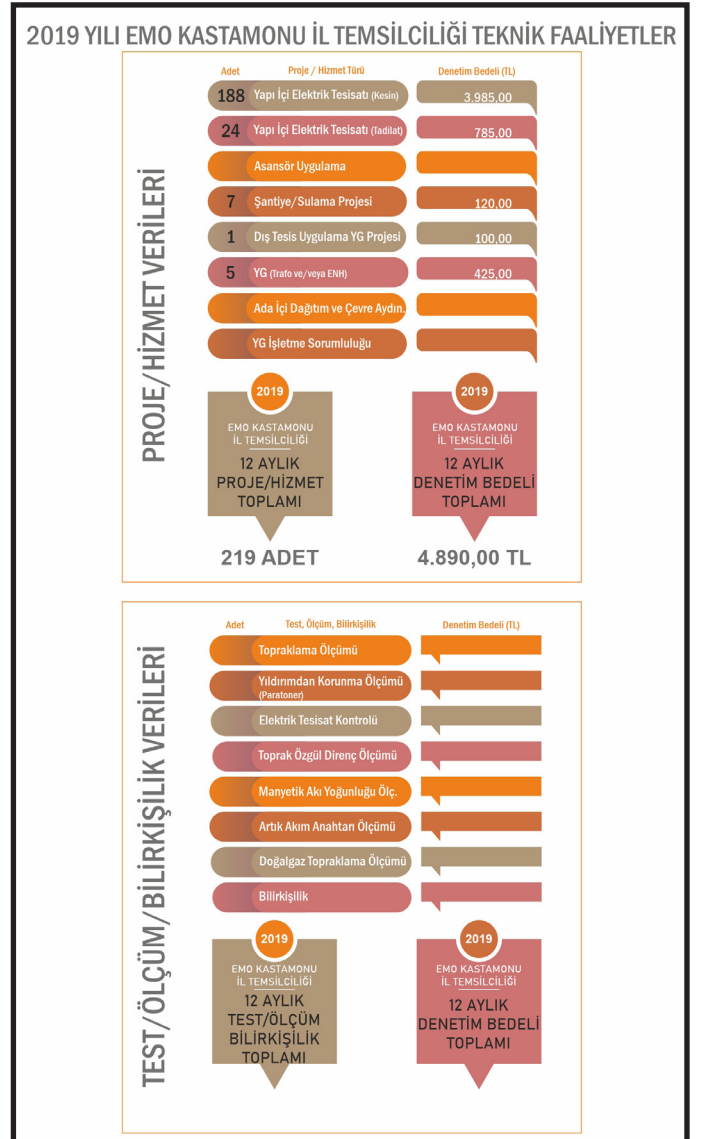 2019 YILI EMO KASTAMONU İL TEMSİLCİLİĞİ TEKNİK FAALİYETLER
PROJE/HİZMET VERİLERİ
Adet Proje / Hizmet Türü Denetim Bedeli (TL)
188 Yapı İçi Elektrik Tesisatı (Kesin) 3.985,00
24 Yapı İçi Elektrik Tesisatı (Tadilat) 785,00
Asansör Uygulama
7 Şantiye/Sulama Projesi 120,00
1 Dış Tesis Uygulama YG Projesi 100,00
5 YG (Trafo ve/veya ENH) 425,00
Ada İçi Dağıtım ve Çevre Aydın.
YG İşletme Sorumluluğu
2019
EMO KASTAMONU
İL TEMSİLCİLİĞİ
12 AYLIK
PROJE/HİZMET
TOPLAMI
219 ADET
2019
EMO KASTAMONU
İL TEMSİLCİLİĞİ
12 AYLIK
DENETİM BEDELİ
TOPLAMI
4.890,00 TL
TEST/ÖLÇÜM/BİLİRKİŞİLİK VERİLERİ
Adet Test, Ölçüm, Bilirkişilik Denetim Bedeli (TL)
Topraklama Ölçümü
Yıldırımdan Korunma Ölçümü
(Paratoner)
Elektrik Tesisat Kontrolü
Toprak Özgül Direnç Ölçümü
Manyetik Akı Yoğunluğu Ölç.
Artık Akım Anahtarı Ölçümü
Doğalgaz Topraklama Ölçümü
Bilirkişilik
2019
EMO KASTAMONU
İL TEMSİLCİLİĞİ
12 AYLIK
TEST/ÖLÇÜM
BİLİRKİŞİLİK
TOPLAMI
2019
EMO KASTAMONU
İL TEMSİLCİLİĞİ
12 AYLIK
DENETİM BEDELİ
TOPLAMI